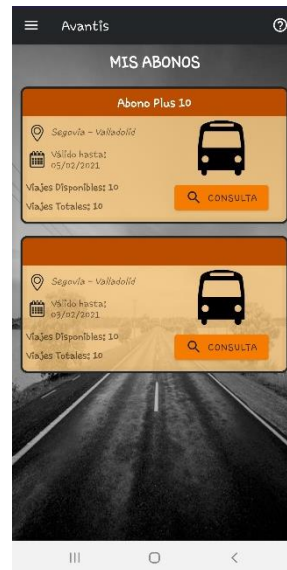 Avantis
MIS ABONOS
Abono Plus 10
Segovia - Valladolid
Válido hasta:
05/02/2021
Viajes Disponibles: 10
Viajes Totales: 10
CONSULTA
Segovia - Valladolid
Válido hasta:
03/02/2021
Viajes Disponibles: 10
Viajes Totales: 10
CONSULTA